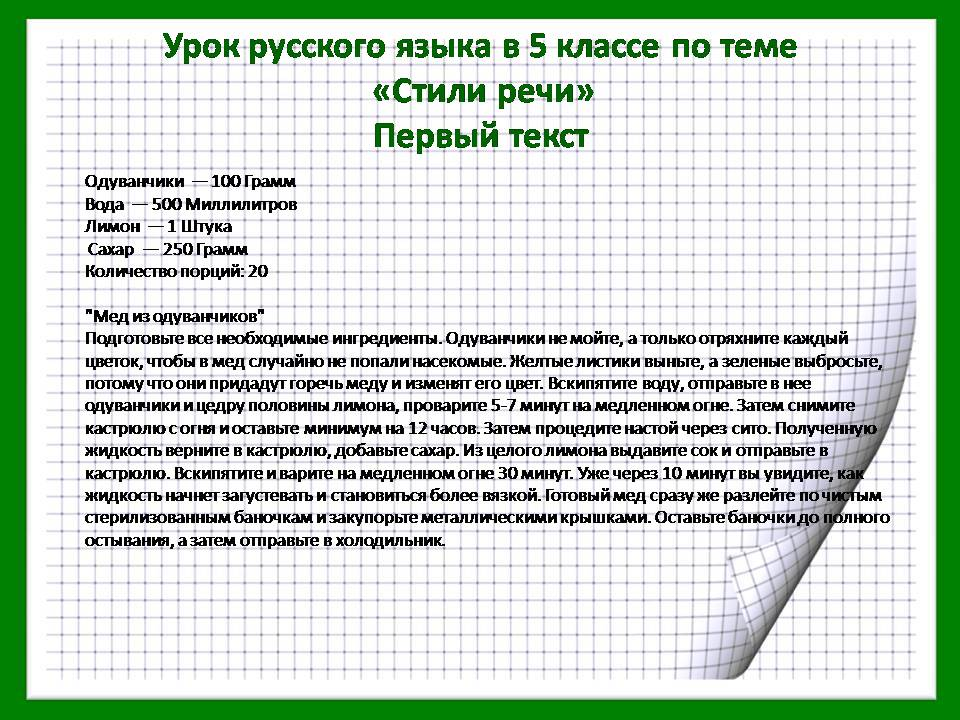 Урок русского языка в 5 классе по теме
«Стили речи»
Первый текст
Одуванчики — 100 Грамм
Вода — 500 Миллилитров
Лимон — 1 Штука
Сахар — 250 Грамм
Количество порций: 20
"Мед из одуванчиков"
Подготовьте все необходимые ингредиенты. Одуванчики не мойте, а только отряхните каждый
цветок, чтобы в мед случайно не попали насекомые. Желтые листики выньте, а зеленые выбросьте,
потому что они придадут горечь меду и изменят его цвет. Вскипятите воду, отправьте в нее
одуванчики и цедру половины лимона, проварите 5-7 минут на медленном огне. Затем снимите
кастрюлю с огня и оставьте минимум на 12 часов. Затем процедите настой через сито. Полученную
жидкость верните в кастрюлю, добавьте сахар. Из целого лимона выдавите сок и отправьте в
кастрюлю. Вскипятите и варите на медленном огне 30 минут. Уже через 10 минут вы увидите, как
жидкость начнет загустевать и становиться более вязкой. Готовый мед сразу же разлейте по чистым
стерилизованным баночкам и закупорьте металлическими крышками. Оставьте баночки до полного
остывания, а затем отправьте в холодильник.